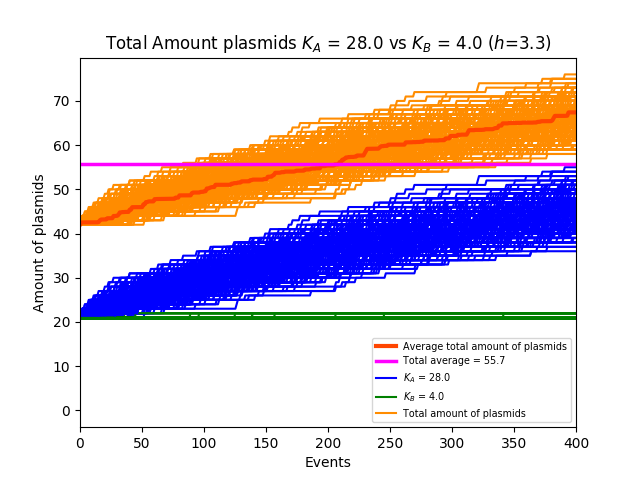 Total Amount plasmids K_A = 28.0 vs K_B = 4.0 (h=3.3)
Amount of plasmids
70
60
50
40
30
20
10
0
Average total amount of plasmids
Total average = 55.7
K_A = 28.0
K_B = 4.0
Total amount of plasmids
0 50 100 150 200 250 300 350 400
Events